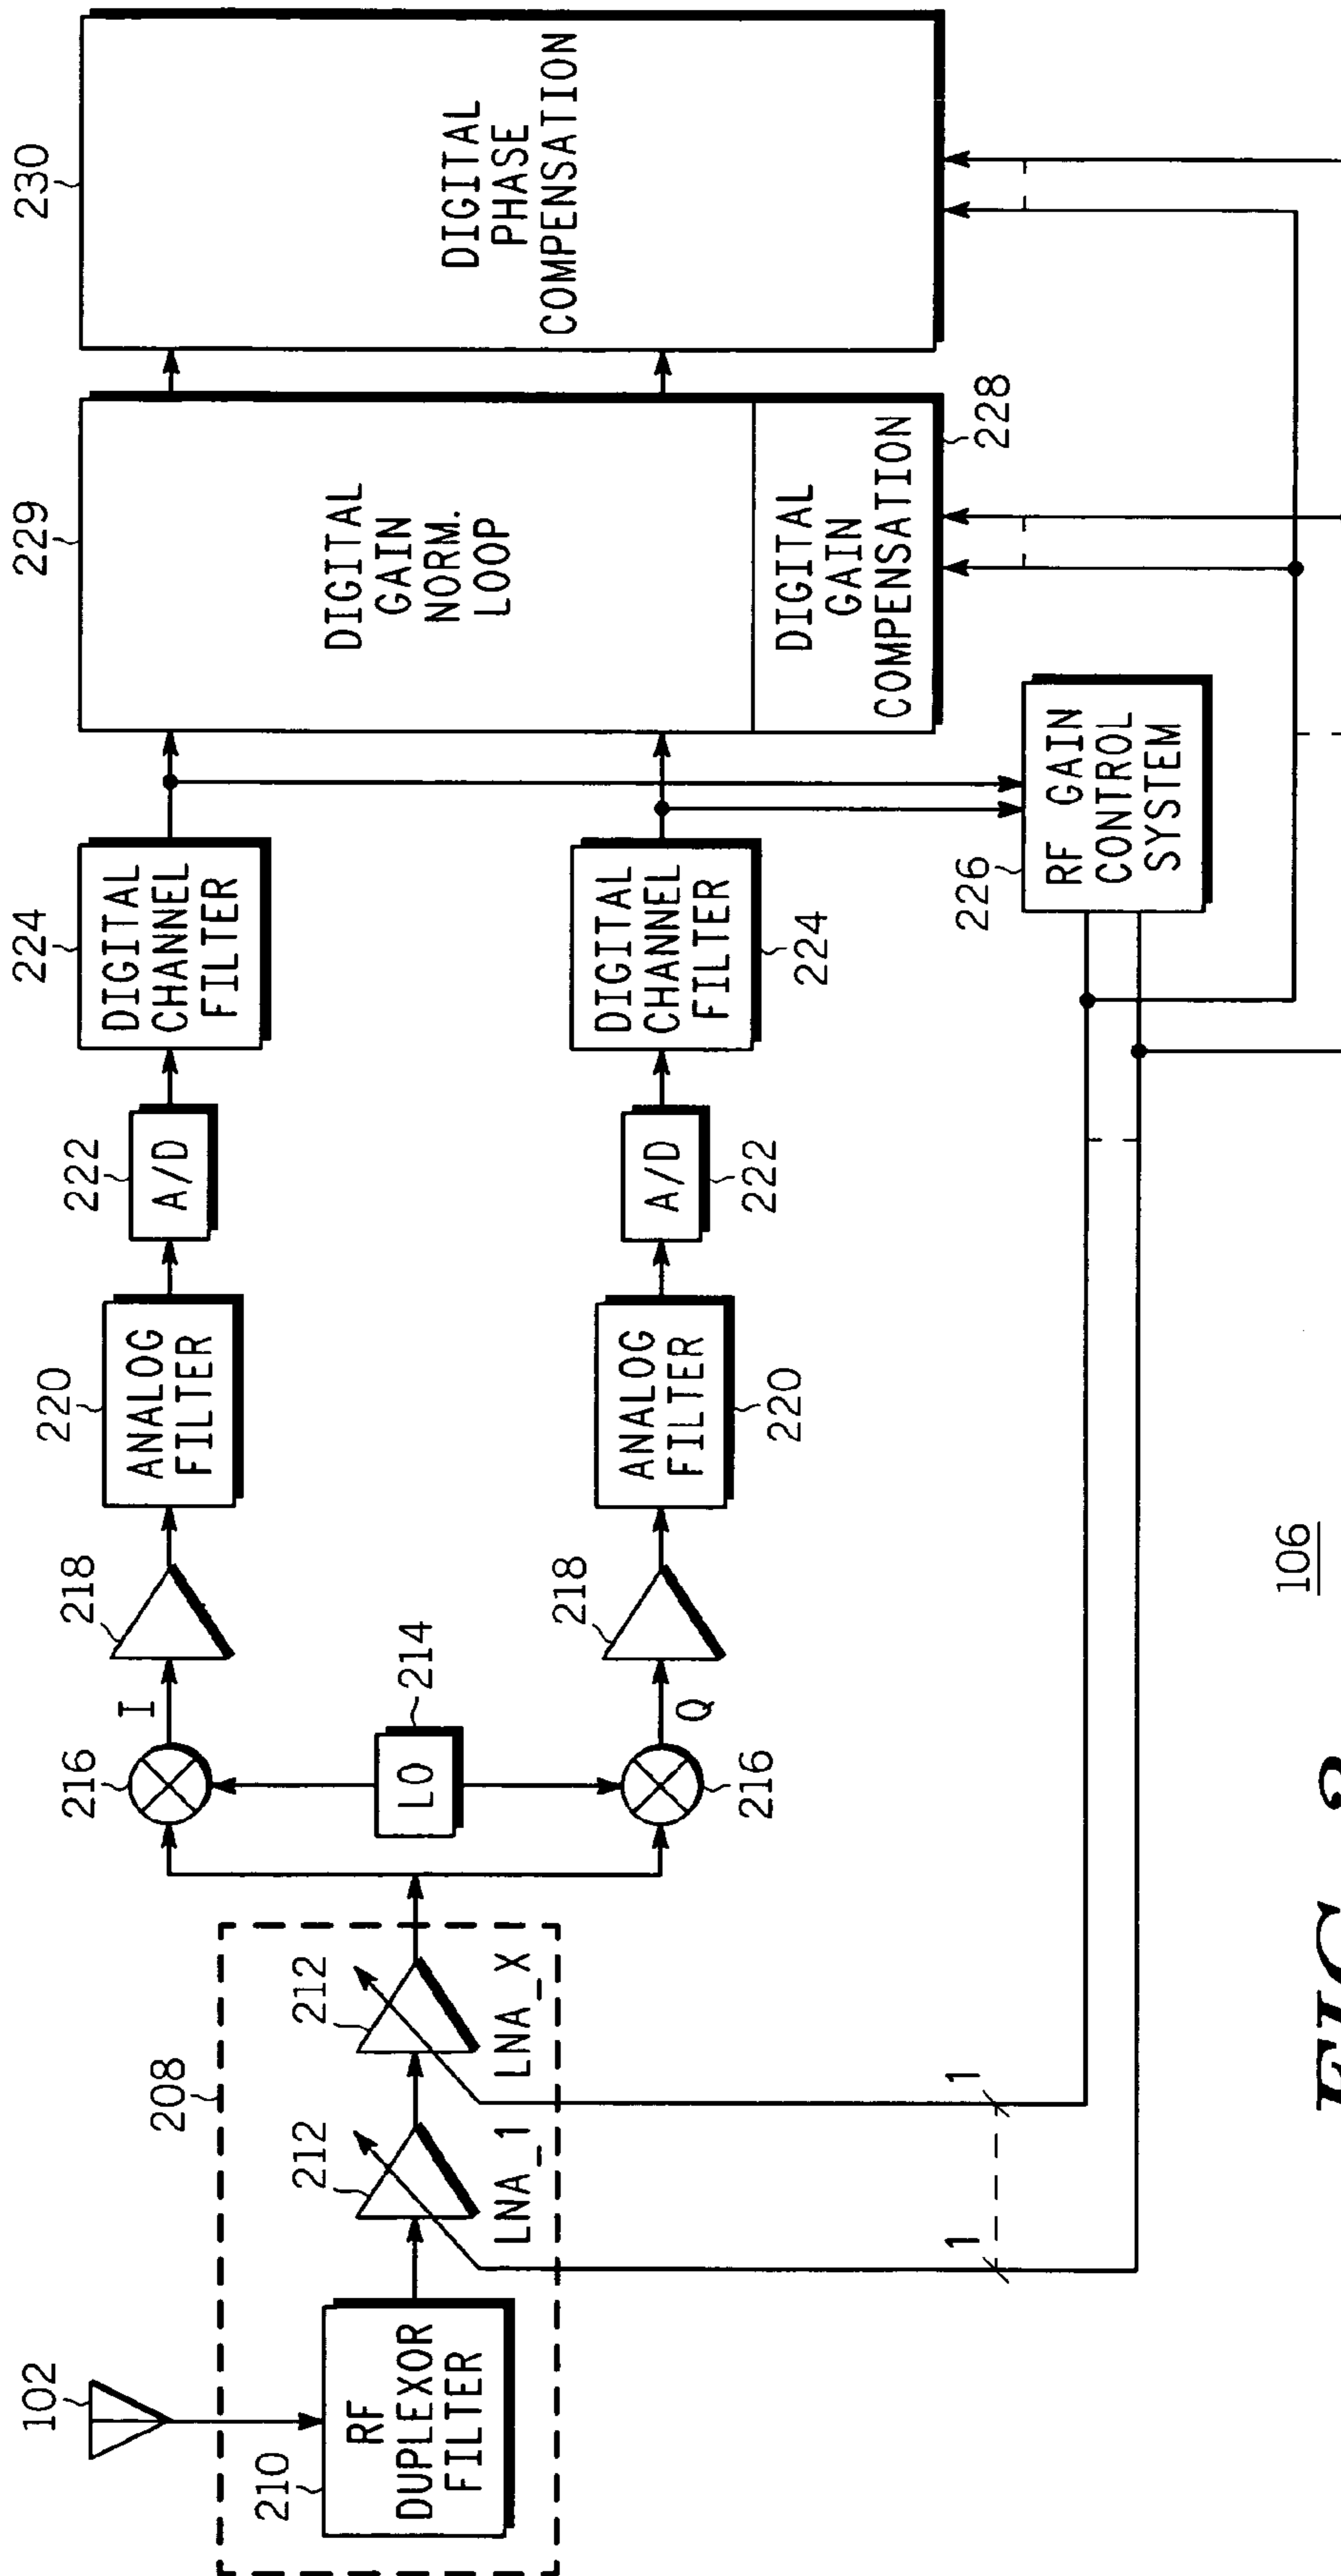 102
210
RF
DUPLEXOR
FILTER
208
212
LNA_1
212
LNA_X
1
1
216
I
LO
214
216
Q
218
218
220
ANALOG
FILTER
ANALOG
FILTER
220
222
A/D
A/D
222
224
DIGITAL
CHANNEL
FILTER
DIGITAL
CHANNEL
FILTER
224
226
RF GAIN
CONTROL
SYSTEM
229
DIGITAL
GAIN
NORM.
LOOP
DIGITAL
GAIN
COMPENSATION
228
230
DIGITAL
PHASE
COMPENSATION
106
FIG.